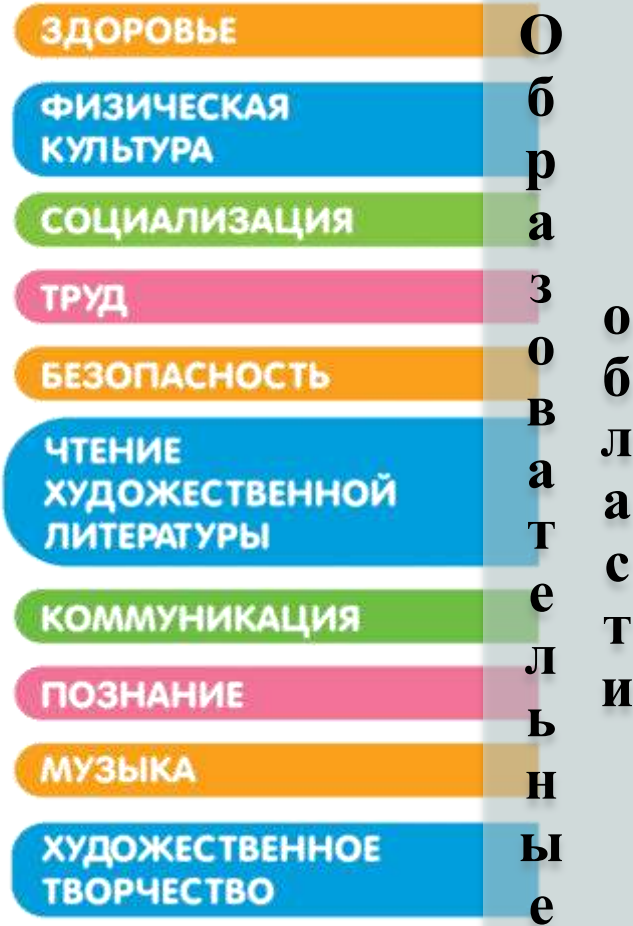 ЗДОРОВЬЕ
ФИЗИЧЕСКАЯ
КУЛЬТУРА
СОЦИАЛИЗАЦИЯ
ТРУД
БЕЗОПАСНОСТЬ
ЧТЕНИЕ
ХУДОЖЕСТВЕННОЙ
ЛИТЕРАТУРЫ
КОММУНИКАЦИЯ
ПОЗНАНИЕ
МУЗЫКА
ХУДОЖЕСТВЕННОЕ
ТВОРЧЕСТВО
Образовательные
области